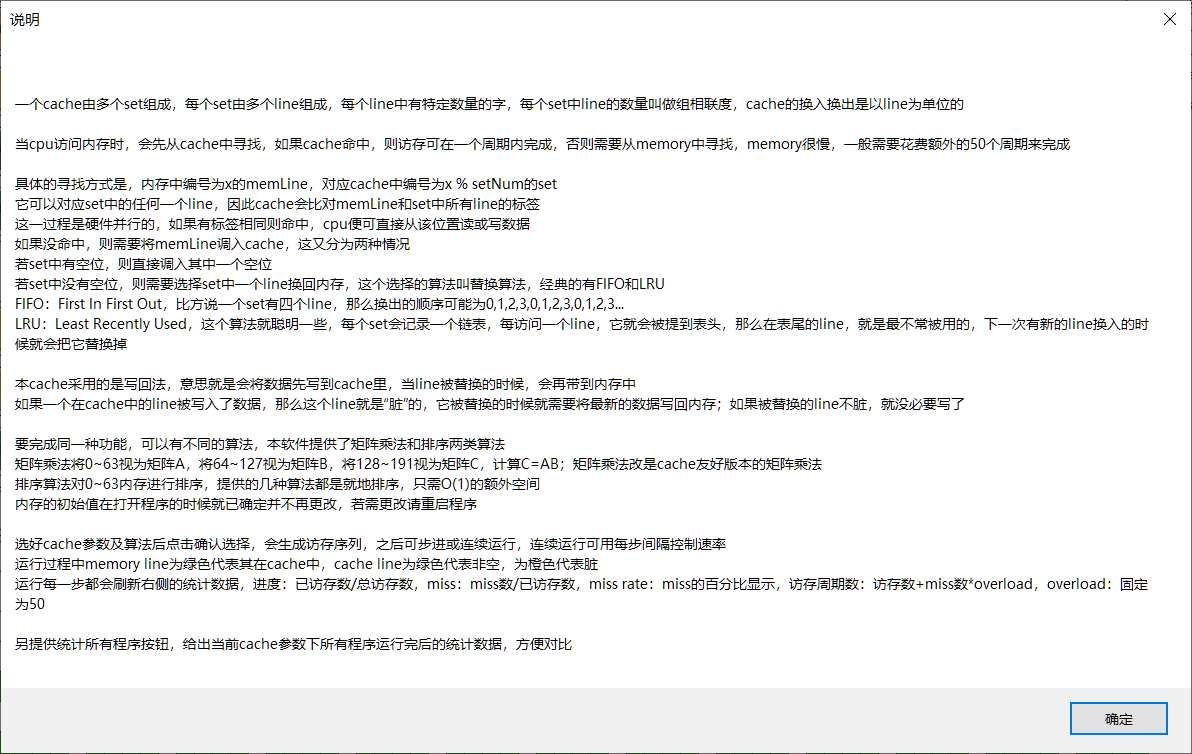 说明
一个cache由多个set组成，每个set由多个line组成，每个line中有特定数量的字，每个set中line的数量叫做组相联度，cache的换入换出是以line为单位的
当cpu访问内存时，会先从cache中寻找，如果cache命中，则访存可在一个周期内完成，否则需要从memory中寻找，memory很慢，一般需要花费额外的50个周期来完成
具体的寻找方式是，内存中编号为x的memLine，对应cache中编号为x % setNum的set
它可以对应set中的任何一个line，因此cache会比对memLine和set中所有line的标签
这一过程是硬件并行的，如果有标签相同则命中，cpu便可直接从该位置读或写数据
如果没命中，则需要将memLine调入cache，这又分为两种情况
若set中有空位，则直接调入其中一个空位
若set中没有空位，则需要选择set中一个line换回内存，这个选择的算法叫替换算法，经典的有FIFO和LRU
FIFO：First In First Out，比方说一个set有四个line，那么换出的顺序可能为0,1,2,3,0,1,2,3,0,1,2,3...
LRU：Least Recently Used，这个算法就聪明一些，每个set会记录一个链表，每访问一个line，它就会被提到表头，那么在表尾的line，就是最不常被用的，下一次有新的line换入的时
候就会把它替换掉
本cache采用的是写回法，意思就是会将数据先写到cache里，当line被替换的时候，会再带到内存中
如果一个在cache中的line被写入了数据，那么这个line就是“脏”的，它被替换的时候就需要将最新的数据写回内存；如果被替换的line不脏，就没必要写了
要完成同一种功能，可以有不同的算法，本软件提供了矩阵乘法和排序两类算法
矩阵乘法将0~63视为矩阵A，将64~127视为矩阵B，将128~191视为矩阵C，计算C=AB；矩阵乘法改是cache友好版本的矩阵乘法
排序算法对0~63内存进行排序，提供的几种算法都是就地排序，只需O(1)的额外空间
内存的初始值在打开程序的时候就已确定并不再更改，若需更改请重启程序
选好cache参数及算法后点击确认选择，会生成访存序列，之后可步进或连续运行，连续运行可用每步间隔控制速率
运行过程中memory line为绿色代表其在cache中，cache line为绿色代表非空，为橙色代表脏
运行每一步都会刷新右侧的统计数据，进度：已访存数/总访存数，miss：miss数/已访存数，miss rate：miss的百分比显示，访存周期数：访存数+miss数*overload，overload：固定
为50
另提供统计所有程序按钮，给出当前cache参数下所有程序运行完后的统计数据，方便对比
确定